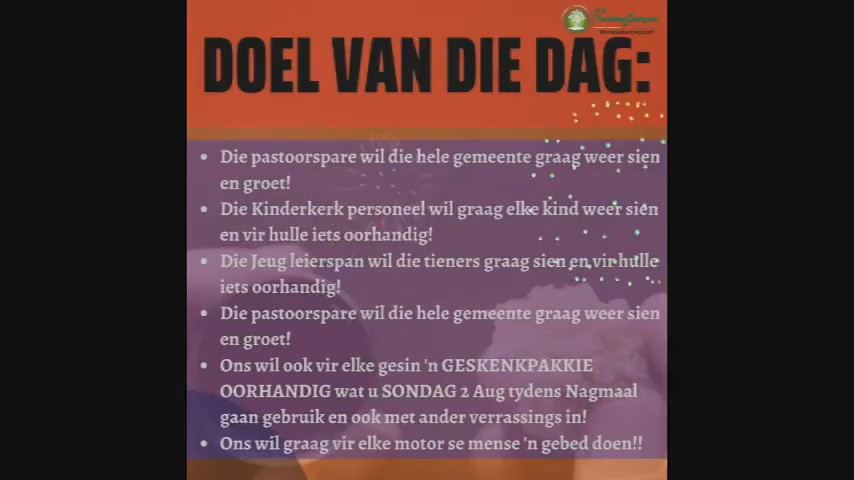 DOEL VAN DIE DAG:
• Die pastoorspare wil die hele gemeente graag weer sien
en groet!
• Die Kinderkerk personeel wil graag elke kind weer sien
en vir hulle iets oorhandig!
• Die Jeug leierspan wil die tieners graag sien en vir hulle
iets oorhandig!
• Die pastoorspare wil die hele gemeente graag weer sien
en groet!
• Ons wil ook vir elke gesin 'n GESKENKPAKKIE
OORHANDIG wat u SONDAG 2 Aug tydens Nagmaal
gaan gebruik en ook met ander verrassings in!
• Ons wil graag vir elke motor se mense 'n gebed doen!!